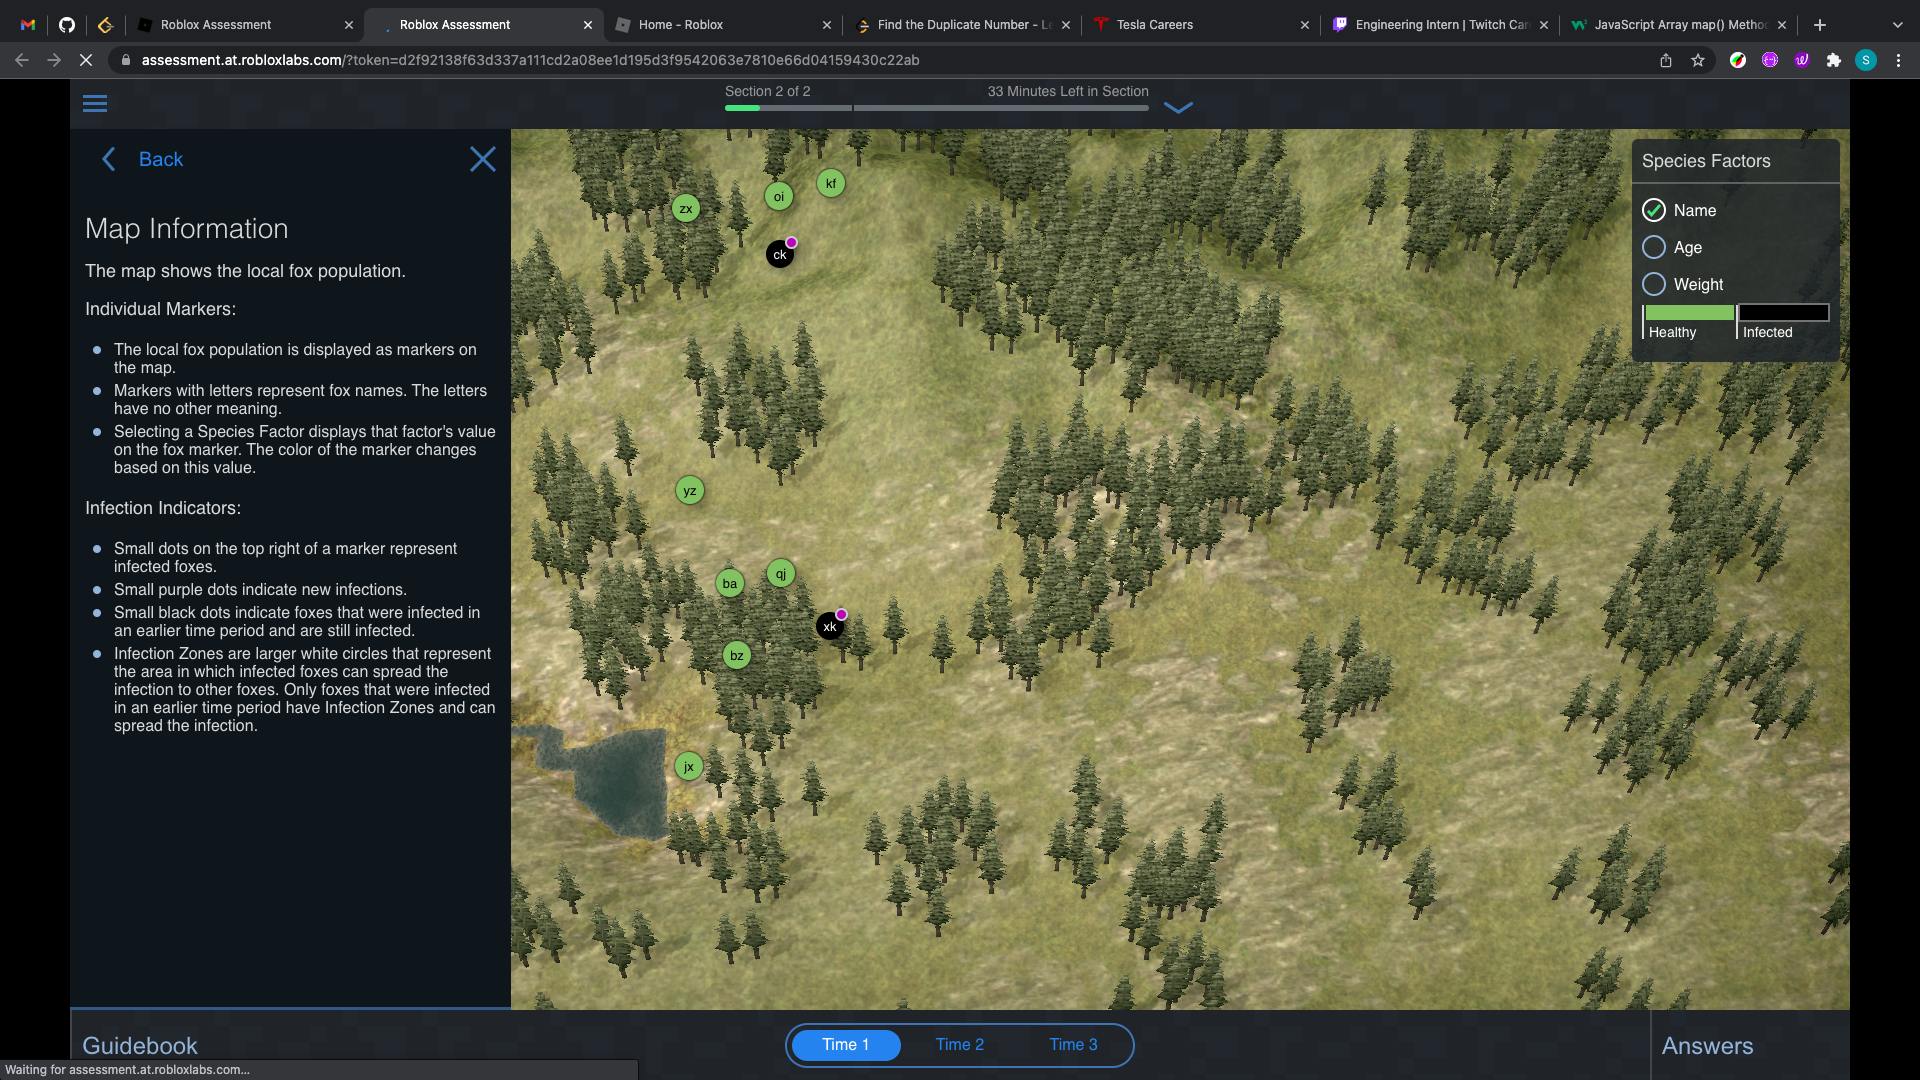 Roblox Assessment
Roblox Assessment
Home - Roblox
Find the Duplicate Number - Le
Tesla Careers
Engineering Intern | Twitch Car
JavaScript Array map() Metho
assessment.at.robloxlabs.com/?token=d2f92138f63d337a111cd2a08ee1d195d3f9542063e7810e66d04159430c22ab
S
Section 2 of 2
33 Minutes Left in Section
Back
Map Information
The map shows the local fox population.
Individual Markers:
The local fox population is displayed as markers on
the map.
Markers with letters represent fox names. The letters
have no other meaning.
Selecting a Species Factor displays that factor's value
on the fox marker. The color of the marker changes
based on this value.
Infection Indicators:
Small dots on the top right of a marker represent
infected foxes.
Small purple dots indicate new infections.
Small black dots indicate foxes that were infected in
an earlier time period and are still infected.
Infection Zones are larger white circles that represent
the area in which infected foxes can spread the
infection to other foxes. Only foxes that were infected
in an earlier time period have Infection Zones and can
spread the infection.
kf
oi
zx
ck
yz
qj
ba
xk
bz
jx
Species Factors
Name
Age
Weight
Healthy
Infected
Guidebook
Time 1
Time 2
Time 3
Answers
Waiting for assessment.at.robloxlabs.com...